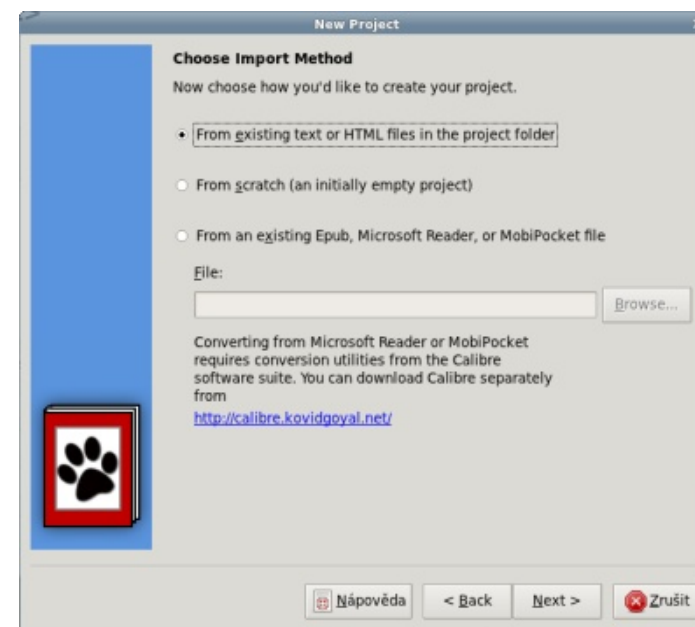 New Project
Choose Import Method
Now choose how you'd like to create your project.
From existing text or HTML files in the project folder
From scratch (an initially empty project)
From an existing Epub, Microsoft Reader, or MobiPocket file
File:
Browse...
Converting from Microsoft Reader or MobiPocket
requires conversion utilities from the Calibre
software suite. You can download Calibre separately
from
http://calibre.kovidgoyal.net/
Nápověda < Back Next > Zrušit